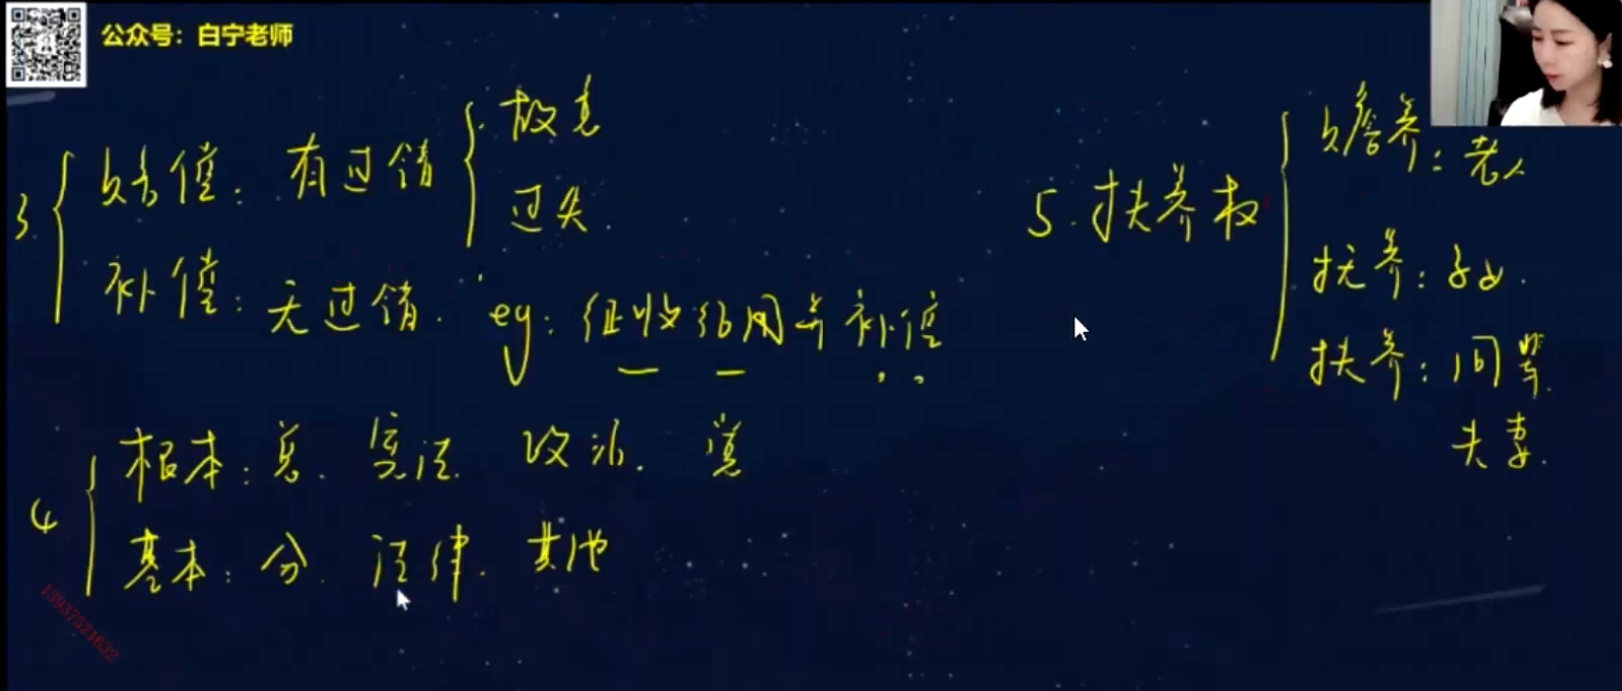 公众号：白宁老师
3. 赔偿：有过错 故意
过失.
补偿：无过错. eg：征收征用并补偿
4 根本：总. 宪法. 政治. 党
基本：分. 法律. 其他
5. 扶养权 赡养：老人
抚养：子女.
扶养：同辈.
夫妻.
13937521632